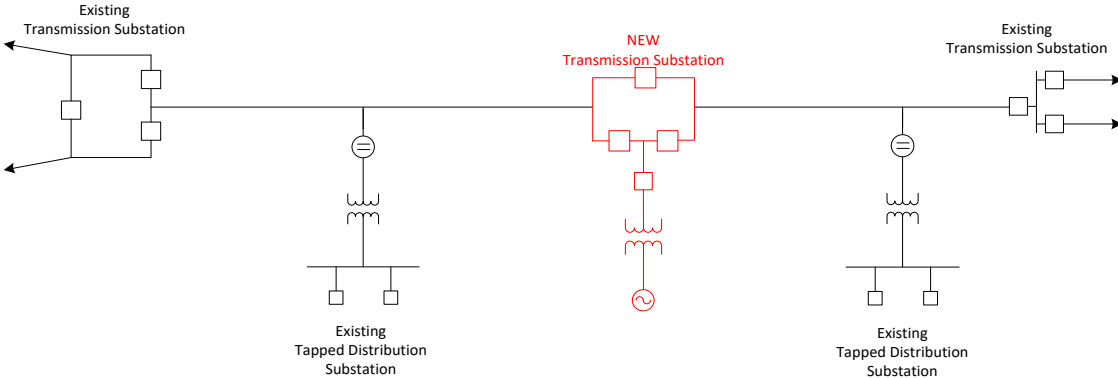 Existing
Transmission Substation
NEW
Transmission Substation
Existing
Transmission Substation
Existing
Tapped Distribution
Substation
Existing
Tapped Distribution
Substation